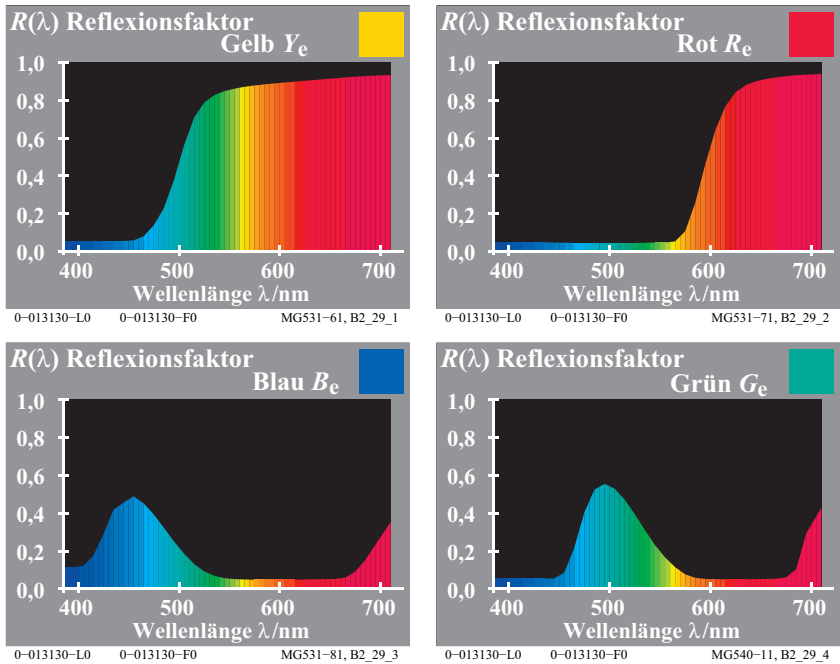 R(λ) Reflexionsfaktor
Gelb Ye
1,0
0,8
0,6
0,4
0,2
0,0
400 500 600 700
Wellenlänge λ/nm
0−013130−L0 0−013130−F0 MG531−61, B2_29_1
R(λ) Reflexionsfaktor
Rot Re
1,0
0,8
0,6
0,4
0,2
0,0
400 500 600 700
Wellenlänge λ/nm
0−013130−L0 0−013130−F0 MG531−71, B2_29_2
R(λ) Reflexionsfaktor
Blau Be
1,0
0,8
0,6
0,4
0,2
0,0
400 500 600 700
Wellenlänge λ/nm
0−013130−L0 0−013130−F0 MG531−81, B2_29_3
R(λ) Reflexionsfaktor
Grün Ge
1,0
0,8
0,6
0,4
0,2
0,0
400 500 600 700
Wellenlänge λ/nm
0−013130−L0 0−013130−F0 MG540−11, B2_29_4